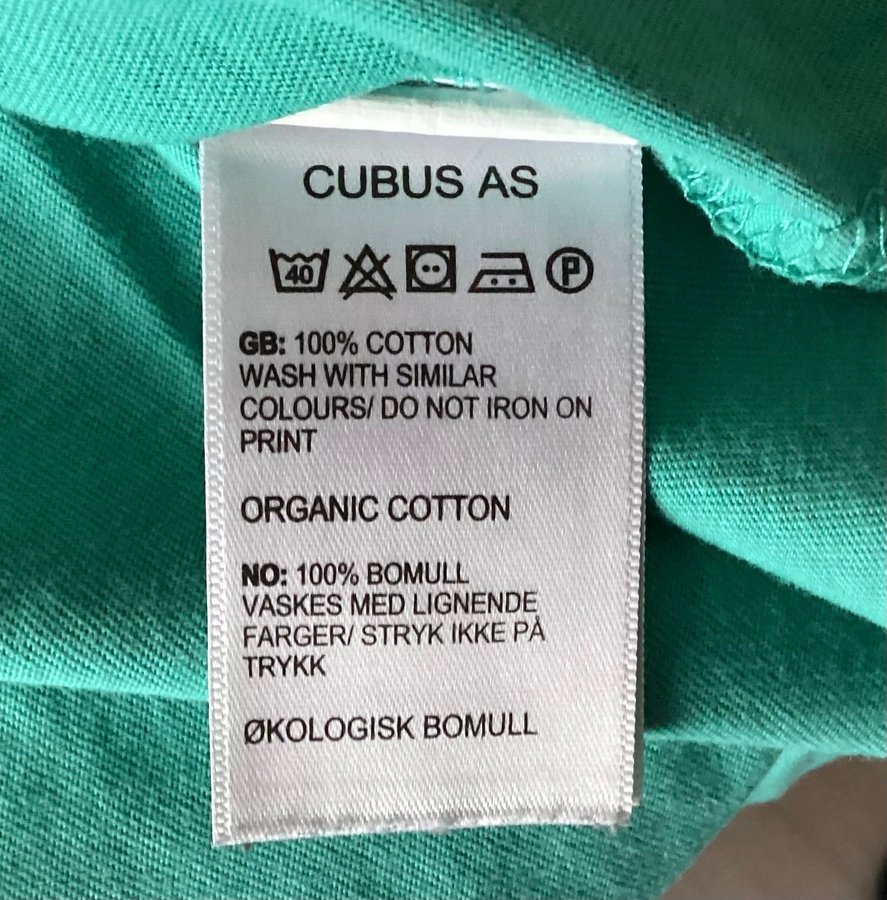 CUBUS AS
40 P
GB: 100% COTTON
WASH WITH SIMILAR
COLOURS/ DO NOT IRON ON
PRINT
ORGANIC COTTON
NO: 100% BOMULL
VASKES MED LIGNENDE
FARGER/ STRYK IKKE PÅ
TRYKK
ØKOLOGISK BOMULL